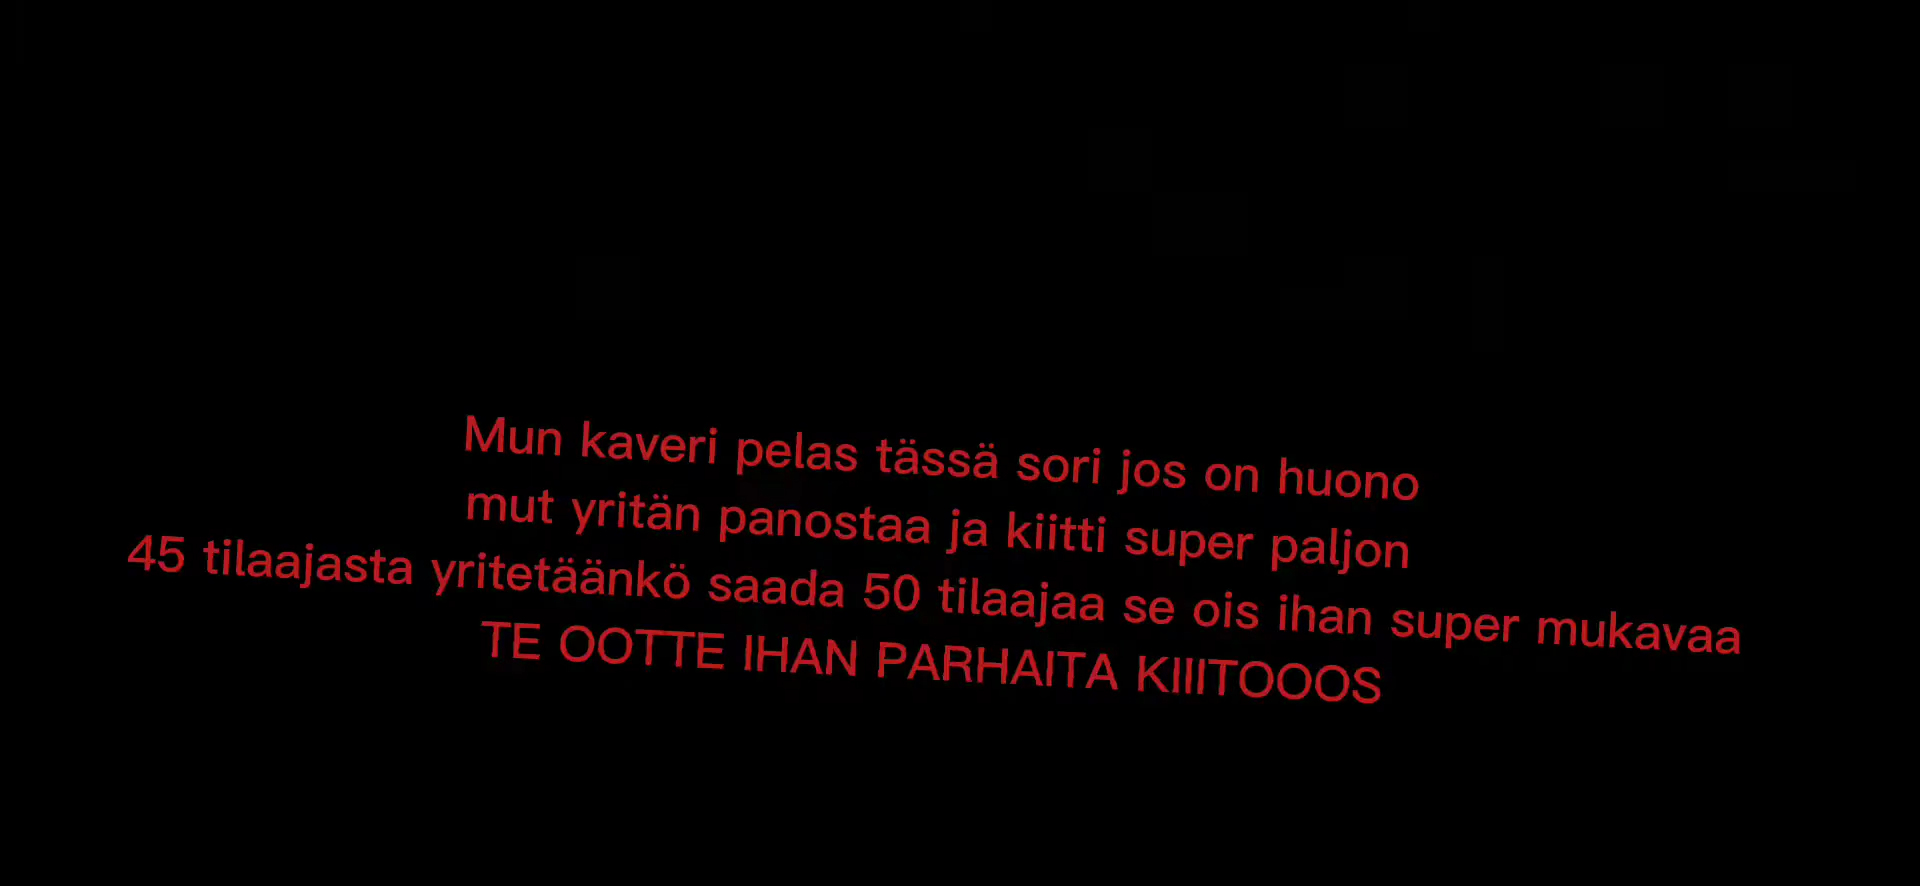 Mun kaveri pelas tässä sori jos on huono
mut yritän panostaa ja kiitti super paljon
45 tilaajasta yritetäänkö saada 50 tilaajaa se ois ihan super mukavaa
TE OOTTE IHAN PARHAITA KIIITOOOS